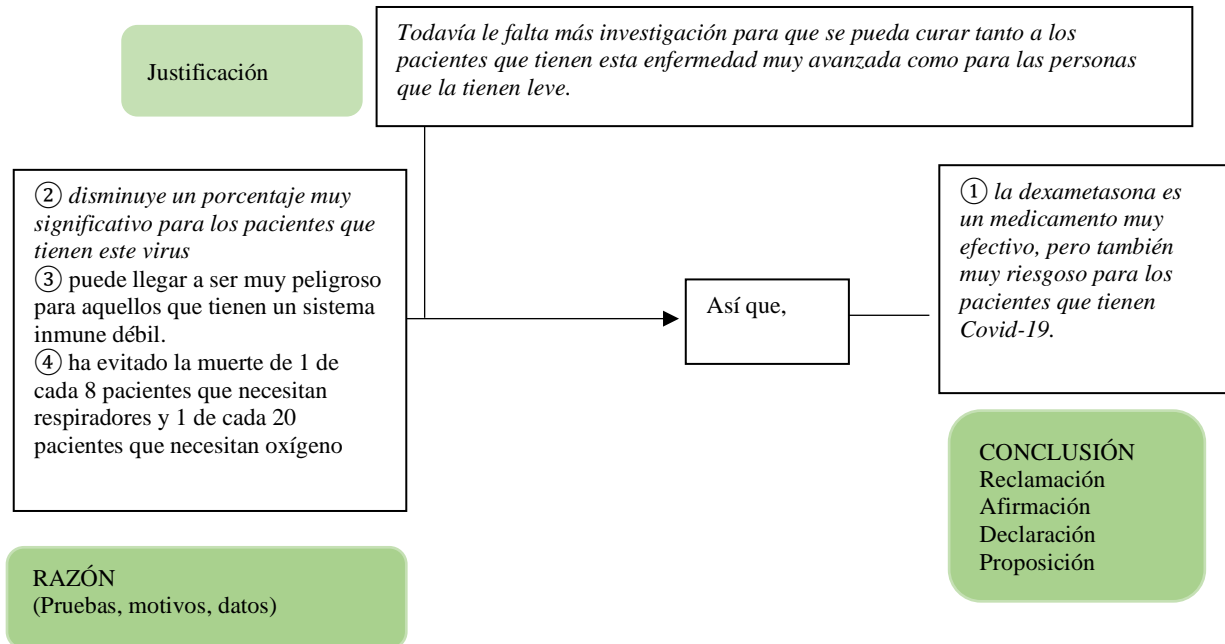 Justificación
Todavía le falta más investigación para que se pueda curar tanto a los
pacientes que tienen esta enfermedad muy avanzada como para las personas
que la tienen leve.
② disminuye un porcentaje muy
significativo para los pacientes que
tienen este virus
③ puede llegar a ser muy peligroso
para aquellos que tienen un sistema
inmune débil.
④ ha evitado la muerte de 1 de
cada 8 pacientes que necesitan
respiradores y 1 de cada 20
pacientes que necesitan oxígeno
Así que,
① la dexametasona es
un medicamento muy
efectivo, pero también
muy riesgoso para los
pacientes que tienen
Covid-19.
CONCLUSIÓN
Reclamación
Afirmación
Declaración
Proposición
RAZÓN
(Pruebas, motivos, datos)